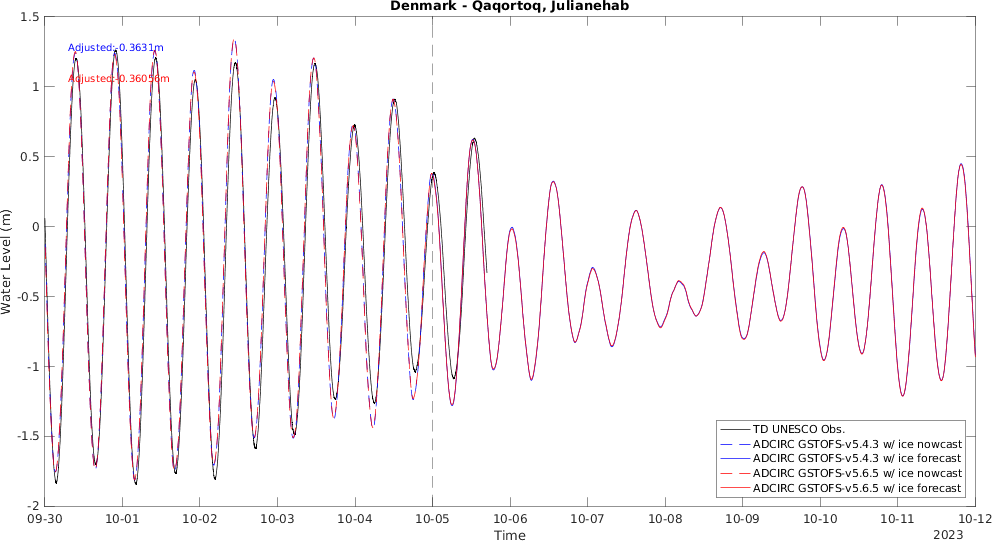 Denmark - Qaqortoq, Julianehab
Adjusted:-0.3631m
Adjusted:-0.36056m
Water Level (m)
1.5
1
0.5
0
-0.5
-1
-1.5
-2
09-30 10-01 10-02 10-03 10-04 10-05 10-06 10-07 10-08 10-09 10-10 10-11 10-12
Time
2023
TD UNESCO Obs.
ADCIRC GSTOFS-v5.4.3 w/ ice nowcast
ADCIRC GSTOFS-v5.4.3 w/ ice forecast
ADCIRC GSTOFS-v5.6.5 w/ ice nowcast
ADCIRC GSTOFS-v5.6.5 w/ ice forecast